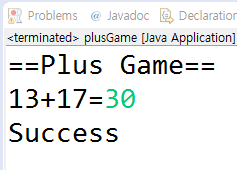 Problems @ Javadoc Declaration
<terminated> plusGame [Java Application]
==Plus Game==
13+17=30
Success